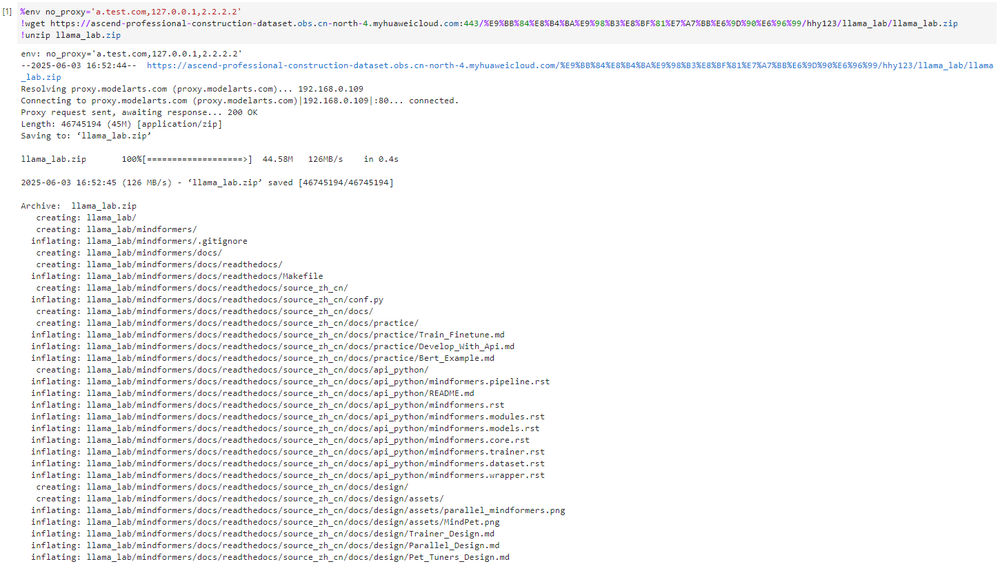 [1] %env no_proxy='a.test.com,127.0.0.1,2.2.2.2'
!wget https://ascend-professional-construction-dataset.obs.cn-north-4.myhuaweicloud.com:443/%E9%BB%84%E8%B4%BA%E9%98%B3%E8%BF%81%E7%A7%BB%E6%9D%90%E6%96%99/hhy123/llama_lab/llama_lab.zip
!unzip llama_lab.zip
env: no_proxy='a.test.com,127.0.0.1,2.2.2.2'
--2025-06-03 16:52:44--  https://ascend-professional-construction-dataset.obs.cn-north-4.myhuaweicloud.com/%E9%BB%84%E8%B4%BA%E9%98%B3%E8%BF%81%E7%A7%BB%E6%9D%90%E6%96%99/hhy123/llama_lab/llama
_lab.zip
Resolving proxy.modelarts.com (proxy.modelarts.com)... 192.168.0.109
Connecting to proxy.modelarts.com (proxy.modelarts.com)|192.168.0.109|:80... connected.
Proxy request sent, awaiting response... 200 OK
Length: 46745194 (45M) [application/zip]
Saving to: ‘llama_lab.zip’
llama_lab.zip       100%[===================>]  44.58M   126MB/s    in 0.4s
2025-06-03 16:52:45 (126 MB/s) - ‘llama_lab.zip’ saved [46745194/46745194]
Archive:  llama_lab.zip
creating: llama_lab/
creating: llama_lab/mindformers/
inflating: llama_lab/mindformers/.gitignore
creating: llama_lab/mindformers/docs/
creating: llama_lab/mindformers/docs/readthedocs/
inflating: llama_lab/mindformers/docs/readthedocs/Makefile
creating: llama_lab/mindformers/docs/readthedocs/source_zh_cn/
inflating: llama_lab/mindformers/docs/readthedocs/source_zh_cn/conf.py
creating: llama_lab/mindformers/docs/readthedocs/source_zh_cn/docs/
creating: llama_lab/mindformers/docs/readthedocs/source_zh_cn/docs/practice/
inflating: llama_lab/mindformers/docs/readthedocs/source_zh_cn/docs/practice/Train_Finetune.md
inflating: llama_lab/mindformers/docs/readthedocs/source_zh_cn/docs/practice/Develop_With_Api.md
inflating: llama_lab/mindformers/docs/readthedocs/source_zh_cn/docs/practice/Bert_Example.md
creating: llama_lab/mindformers/docs/readthedocs/source_zh_cn/docs/api_python/
inflating: llama_lab/mindformers/docs/readthedocs/source_zh_cn/docs/api_python/mindformers.pipeline.rst
inflating: llama_lab/mindformers/docs/readthedocs/source_zh_cn/docs/api_python/README.md
inflating: llama_lab/mindformers/docs/readthedocs/source_zh_cn/docs/api_python/mindformers.rst
inflating: llama_lab/mindformers/docs/readthedocs/source_zh_cn/docs/api_python/mindformers.modules.rst
inflating: llama_lab/mindformers/docs/readthedocs/source_zh_cn/docs/api_python/mindformers.models.rst
inflating: llama_lab/mindformers/docs/readthedocs/source_zh_cn/docs/api_python/mindformers.core.rst
inflating: llama_lab/mindformers/docs/readthedocs/source_zh_cn/docs/api_python/mindformers.trainer.rst
inflating: llama_lab/mindformers/docs/readthedocs/source_zh_cn/docs/api_python/mindformers.dataset.rst
inflating: llama_lab/mindformers/docs/readthedocs/source_zh_cn/docs/api_python/mindformers.wrapper.rst
creating: llama_lab/mindformers/docs/readthedocs/source_zh_cn/docs/design/
creating: llama_lab/mindformers/docs/readthedocs/source_zh_cn/docs/design/assets/
inflating: llama_lab/mindformers/docs/readthedocs/source_zh_cn/docs/design/assets/parallel_mindformers.png
inflating: llama_lab/mindformers/docs/readthedocs/source_zh_cn/docs/design/assets/MindPet.png
inflating: llama_lab/mindformers/docs/readthedocs/source_zh_cn/docs/design/Trainer_Design.md
inflating: llama_lab/mindformers/docs/readthedocs/source_zh_cn/docs/design/Parallel_Design.md
inflating: llama_lab/mindformers/docs/readthedocs/source_zh_cn/docs/design/Pet_Tuners_Design.md